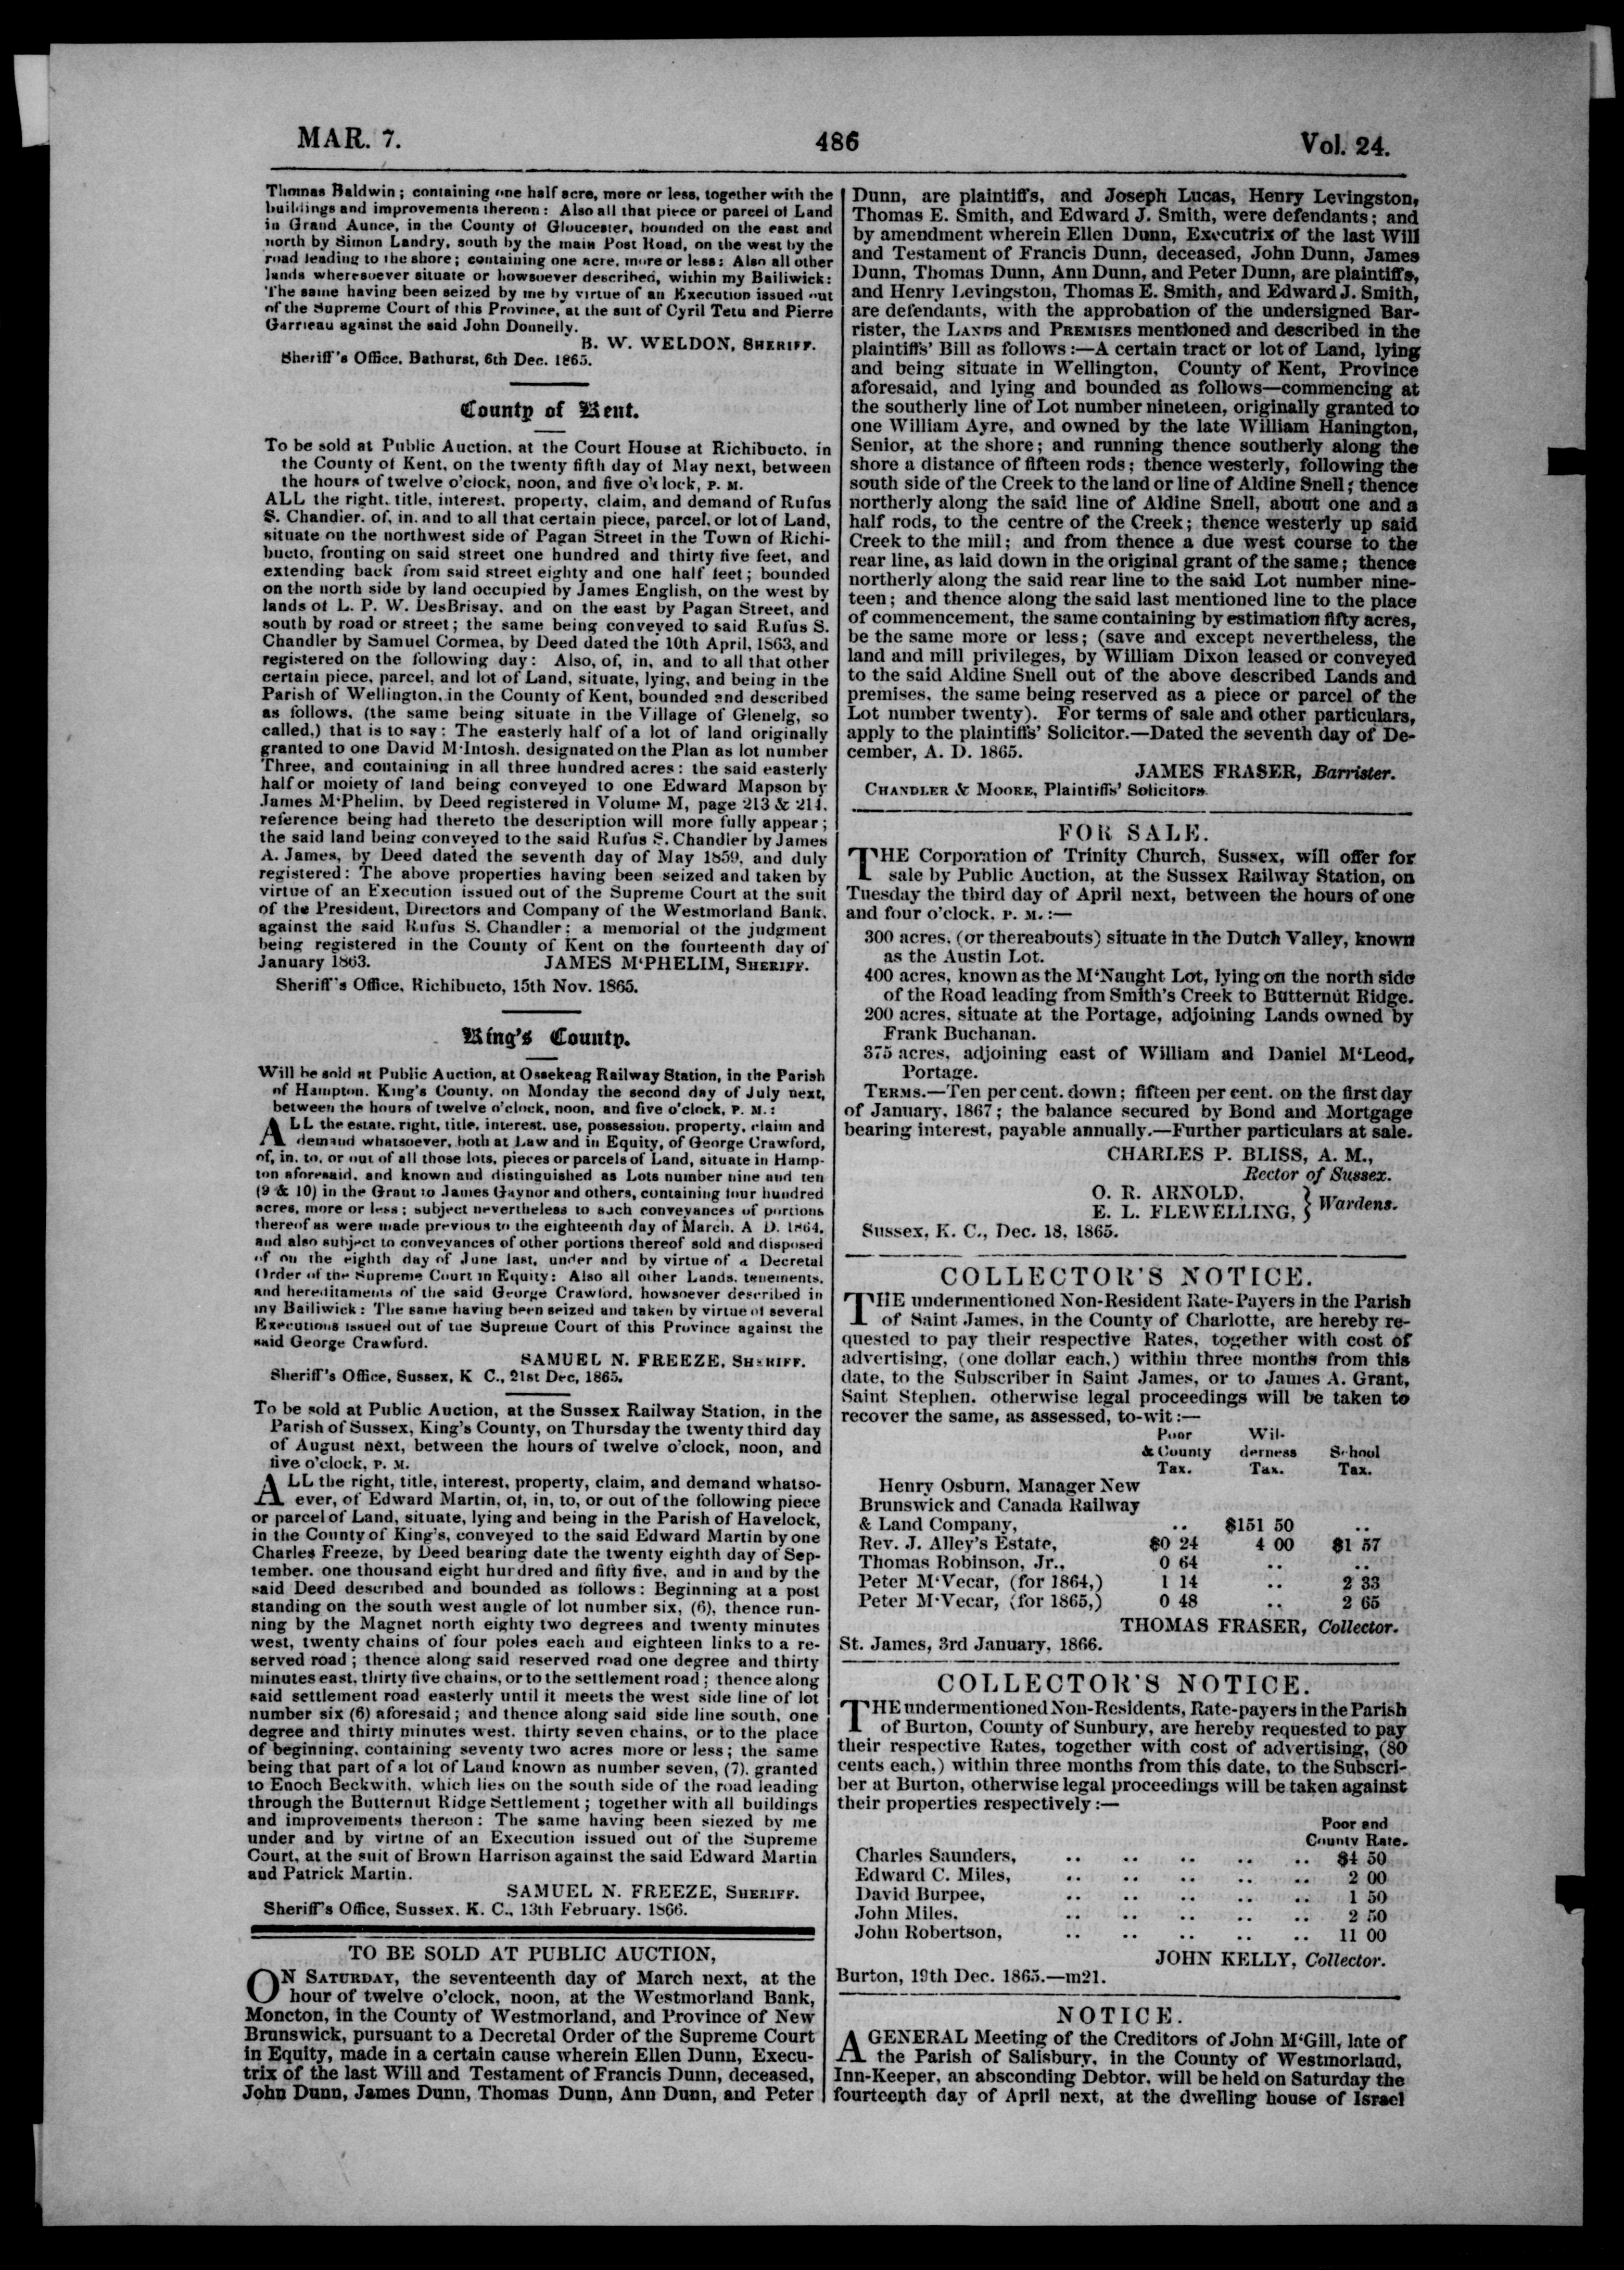 MAR. 7.
486
Vol. 24.
Thomas Baldwin; containing one half acre, more or less, together with the
buildings and improvements thereon: Also all that piece or parcel of Land
in Grand Aunce, in the County of Gloucester, bounded on the east and
north by Simon Landry, south by the main Post Road, on the west by the
road leading to the shore; containing one acre, more or less: Also all other
lands wheresoever situate or howsoever described, within my Bailiwick:
The same having been seized by me by virtue of an Execution issued out
of the Supreme Court of this Province, at the suit of Cyril Tetu and Pierre
Garrieau against the said John Donnelly.
B. W. WELDON, SHERIFF.
Sheriff's Office, Bathurst, 6th Dec. 1865.
County of Kent.
To be sold at Public Auction, at the Court House at Richibucto, in
the County of Kent, on the twenty fifth day of May next, between
the hours of twelve o'clock, noon, and five o'clock, P. M.
ALL the right, title, interest, property, claim, and demand of Rufus
S. Chandler, of, in, and to all that certain piece, parcel, or lot of Land,
situate on the northwest side of Pagan Street in the Town of Richi-
bucto, fronting on said street one hundred and thirty five feet, and
extending back from said street eighty and one half feet; bounded
on the north side by land occupied by James English, on the west by
lands of L. P. W. DesBrisay, and on the east by Pagan Street, and
south by road or street; the same being conveyed to said Rufus S.
Chandler by Samuel Cormea, by Deed dated the 10th April, 1863, and
registered on the following day: Also, of, in, and to all that other
certain piece, parcel, and lot of Land, situate, lying, and being in the
Parish of Wellington, in the County of Kent, bounded and described
as follows, (the same being situate in the Village of Glenelg, so
called,) that is to say: The easterly half of a lot of land originally
granted to one David M'Intosh, designated on the Plan as lot number
Three, and containing in all three hundred acres: the said easterly
half or moiety of land being conveyed to one Edward Mapson by
James M'Phelim, by Deed registered in Volume M, page 213 & 214,
reference being had thereto the description will more fully appear;
the said land being conveyed to the said Rufus S. Chandler by James
A. James, by Deed dated the seventh day of May 1859, and duly
registered: The above properties having been seized and taken by
virtue of an Execution issued out of the Supreme Court at the suit
of the President, Directors and Company of the Westmorland Bank,
against the said Rufus S. Chandler: a memorial of the judgment
being registered in the County of Kent on the fourteenth day of
January 1863. JAMES M'PHELIM, SHERIFF.
Sheriff's Office, Richibucto, 15th Nov. 1865.
King's County.
Will be sold at Public Auction, at Ossekeag Railway Station, in the Parish
of Hampton, King's County, on Monday the second day of July next,
between the hours of twelve o'clock, noon, and five o'clock, P. M.:
ALL the estate, right, title, interest, use, possession, property, claim and
demand whatsoever, both at Law and in Equity, of George Crawford,
of, in, to, or out of all those lots, pieces or parcels of Land, situate in Hamp-
ton aforesaid, and known and distinguished as Lots number nine and ten
(9 & 10) in the Grant to James Gaynor and others, containing four hundred
acres, more or less; subject nevertheless to such conveyances of portions
thereof as were made previous to the eighteenth day of March, A D. 1864,
and also subject to conveyances of other portions thereof sold and disposed
of on the eighth day of June last, under and by virtue of a Decretal
Order of the Supreme Court in Equity: Also all other Lands, tenements,
and hereditaments of the said George Crawford, howsoever described in
my Bailiwick: The same having been seized and taken by virtue of several
Executions issued out of the Supreme Court of this Province against the
said George Crawford.
SAMUEL N. FREEZE, SHERIFF.
Sheriff's Office, Sussex, K C., 21st Dec, 1865.
To be sold at Public Auction, at the Sussex Railway Station, in the
Parish of Sussex, King's County, on Thursday the twenty third day
of August next, between the hours of twelve o'clock, noon, and
five o'clock, P. M.
ALL the right, title, interest, property, claim, and demand whatso-
ever, of Edward Martin, of, in, to, or out of the following piece
or parcel of Land, situate, lying and being in the Parish of Havelock,
in the County of King's, conveyed to the said Edward Martin by one
Charles Freeze, by Deed bearing date the twenty eighth day of Sep-
tember, one thousand eight hundred and fifty five, and in and by the
said Deed described and bounded as follows: Beginning at a post
standing on the south west angle of lot number six, (6), thence run-
ning by the Magnet north eighty two degrees and twenty minutes
west, twenty chains of four poles each and eighteen links to a re-
served road; thence along said reserved road one degree and thirty
minutes east, thirty five chains, or to the settlement road; thence along
said settlement road easterly until it meets the west side line of lot
number six (6) aforesaid; and thence along said side line south, one
degree and thirty minutes west, thirty seven chains, or to the place
of beginning, containing seventy two acres more or less; the same
being that part of a lot of Land known as number seven, (7), granted
to Enoch Beckwith, which lies on the south side of the road leading
through the Butternut Ridge Settlement; together with all buildings
and improvements thereon: The same having been siezed by me
under and by virtue of an Execution issued out of the Supreme
Court, at the suit of Brown Harrison against the said Edward Martin
and Patrick Martin.
SAMUEL N. FREEZE, SHERIFF.
Sheriff's Office, Sussex, K. C., 13th February, 1866.
TO BE SOLD AT PUBLIC AUCTION,
ON SATURDAY, the seventeenth day of March next, at the
hour of twelve o'clock, noon, at the Westmorland Bank,
Moncton, in the County of Westmorland, and Province of New
Brunswick, pursuant to a Decretal Order of the Supreme Court
in Equity, made in a certain cause wherein Ellen Dunn, Execu-
trix of the last Will and Testament of Francis Dunn, deceased,
John Dunn, James Dunn, Thomas Dunn, Ann Dunn, and Peter
Dunn, are plaintiffs, and Joseph Lucas, Henry Levingston,
Thomas E. Smith, and Edward J. Smith, were defendants; and
by amendment wherein Ellen Dunn, Executrix of the last Will
and Testament of Francis Dunn, deceased, John Dunn, James
Dunn, Thomas Dunn, Ann Dunn, and Peter Dunn, are plaintiffs,
and Henry Levingston, Thomas E. Smith, and Edward J. Smith,
are defendants, with the approbation of the undersigned Bar-
rister, the LANDS and PREMISES mentioned and described in the
plaintiffs' Bill as follows:—A certain tract or lot of Land, lying
and being situate in Wellington, County of Kent, Province
aforesaid, and lying and bounded as follows—commencing at
the southerly line of Lot number nineteen, originally granted to
one William Ayre, and owned by the late William Hanington,
Senior, at the shore; and running thence southerly along the
shore a distance of fifteen rods; thence westerly, following the
south side of the Creek to the land or line of Aldine Snell; thence
northerly along the said line of Aldine Snell, about one and a
half rods, to the centre of the Creek; thence westerly up said
Creek to the mill; and from thence a due west course to the
rear line, as laid down in the original grant of the same; thence
northerly along the said rear line to the said Lot number nine-
teen; and thence along the said last mentioned line to the place
of commencement, the same containing by estimation fifty acres,
be the same more or less; (save and except nevertheless, the
land and mill privileges, by William Dixon leased or conveyed
to the said Aldine Snell out of the above described Lands and
premises, the same being reserved as a piece or parcel of the
Lot number twenty). For terms of sale and other particulars,
apply to the plaintiffs' Solicitor.—Dated the seventh day of De-
cember, A. D. 1865.
JAMES FRASER, Barrister.
CHANDLER & MOORE, Plaintiffs' Solicitors.
FOR SALE.
THE Corporation of Trinity Church, Sussex, will offer for
sale by Public Auction, at the Sussex Railway Station, on
Tuesday the third day of April next, between the hours of one
and four o'clock, P. M.:—
300 acres, (or thereabouts) situate in the Dutch Valley, known
as the Austin Lot.
400 acres, known as the M'Naught Lot, lying on the north side
of the Road leading from Smith's Creek to Butternut Ridge.
200 acres, situate at the Portage, adjoining Lands owned by
Frank Buchanan.
375 acres, adjoining east of William and Daniel M'Leod,
Portage.
TERMS.—Ten per cent. down; fifteen per cent. on the first day
of January, 1867; the balance secured by Bond and Mortgage
bearing interest, payable annually.—Further particulars at sale.
CHARLES P. BLISS, A. M.,
Rector of Sussex.
O. R. ARNOLD,
E. L. FLEWELLING, } Wardens.
Sussex, K. C., Dec. 18, 1865.
COLLECTOR'S NOTICE.
THE undermentioned Non-Resident Rate-Payers in the Parish
of Saint James, in the County of Charlotte, are hereby re-
quested to pay their respective Rates, together with cost of
advertising, (one dollar each,) within three months from this
date, to the Subscriber in Saint James, or to James A. Grant,
Saint Stephen, otherwise legal proceedings will be taken to
recover the same, as assessed, to-wit:—
Poor Wil-
& County derness School
Tax. Tax. Tax.
Henry Osburn, Manager New
Brunswick and Canada Railway
& Land Company, .. $151 50 ..
Rev. J. Alley's Estate, $0 24 4 00 $1 57
Thomas Robinson, Jr., 0 64 .. ..
Peter M'Vecar, (for 1864,) 1 14 .. 2 33
Peter M'Vecar, (for 1865,) 0 48 .. 2 65
THOMAS FRASER, Collector.
St. James, 3rd January, 1866.
COLLECTOR'S NOTICE.
THE undermentioned Non-Residents, Rate-payers in the Parish
of Burton, County of Sunbury, are hereby requested to pay
their respective Rates, together with cost of advertising, (80
cents each,) within three months from this date, to the Subscri-
ber at Burton, otherwise legal proceedings will be taken against
their properties respectively:—
Poor and
County Rate.
Charles Saunders, .. .. .. .. .. $4 50
Edward C. Miles, .. .. .. .. .. 2 00
David Burpee, .. .. .. .. .. 1 50
John Miles, .. .. .. .. .. 2 50
John Robertson, .. .. .. .. .. 11 00
JOHN KELLY, Collector.
Burton, 19th Dec. 1865.—m21.
NOTICE.
A GENERAL Meeting of the Creditors of John M'Gill, late of
the Parish of Salisbury, in the County of Westmorland,
Inn-Keeper, an absconding Debtor, will be held on Saturday the
fourteenth day of April next, at the dwelling house of Israel